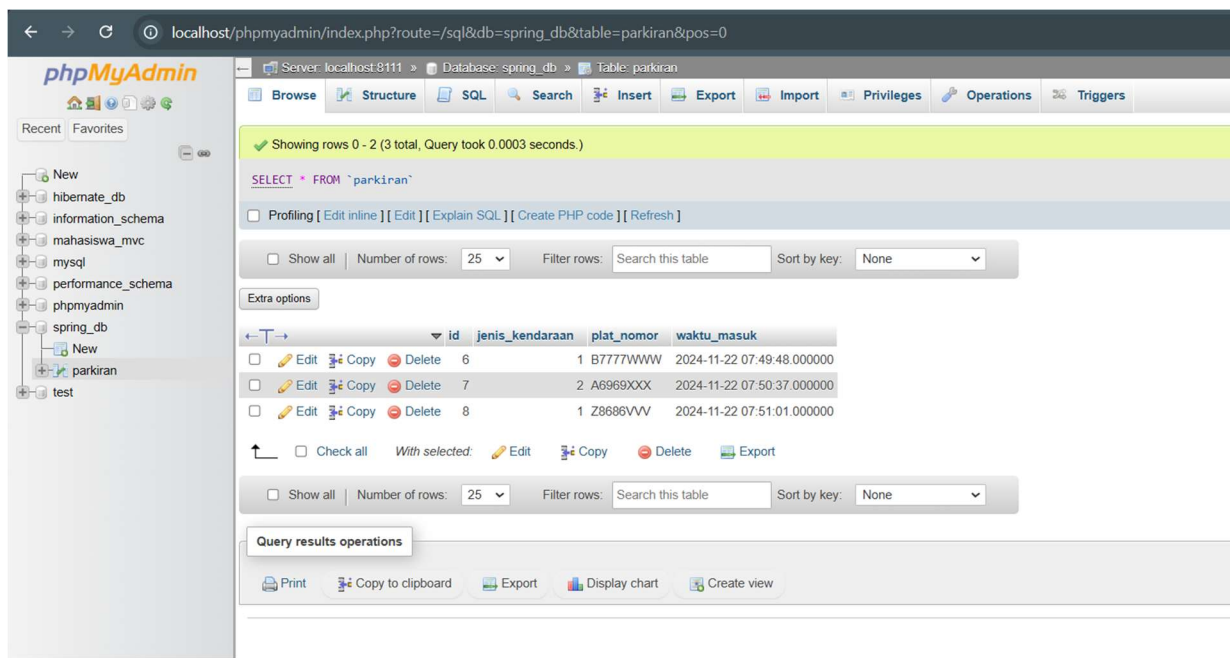 localhost/phpmyadmin/index.php?route=/sql&db=spring_db&table=parkiran&pos=0
phpMyAdmin
Recent Favorites
New
hibernate_db
information_schema
mahasiswa_mvc
mysql
performance_schema
phpmyadmin
spring_db
New
parkiran
test
Server: localhost:8111 » Database: spring_db » Table: parkiran
Browse Structure SQL Search Insert Export Import Privileges Operations Triggers
Showing rows 0 - 2 (3 total, Query took 0.0003 seconds.)
SELECT * FROM `parkiran`
Profiling [ Edit inline ] [ Edit ] [ Explain SQL ] [ Create PHP code ] [ Refresh ]
Show all | Number of rows: 25 Filter rows: Search this table Sort by key: None
Extra options
id jenis_kendaraan plat_nomor waktu_masuk
Edit Copy Delete 6 1 B7777WWW 2024-11-22 07:49:48.000000
Edit Copy Delete 7 2 A6969XXX 2024-11-22 07:50:37.000000
Edit Copy Delete 8 1 Z8686VVV 2024-11-22 07:51:01.000000
Check all With selected: Edit Copy Delete Export
Show all | Number of rows: 25 Filter rows: Search this table Sort by key: None
Query results operations
Print Copy to clipboard Export Display chart Create view